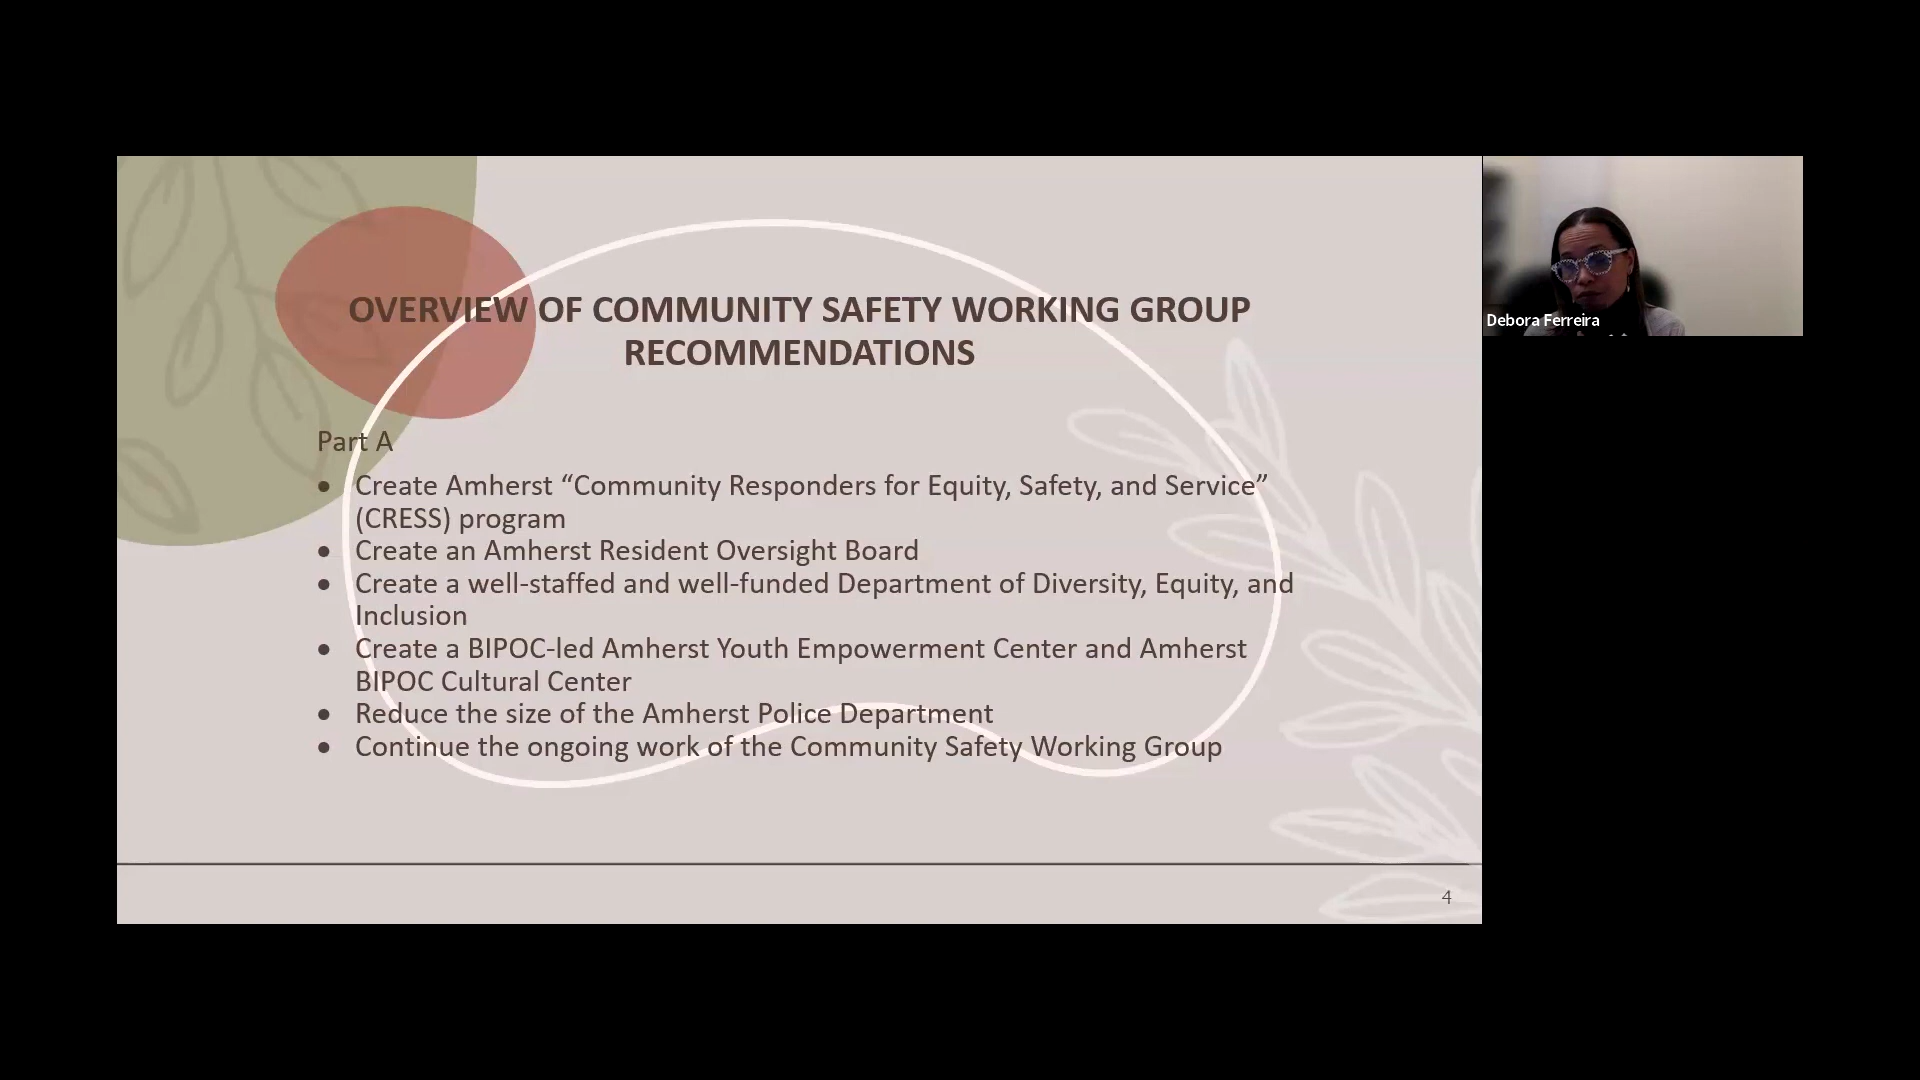 OVERVIEW OF COMMUNITY SAFETY WORKING GROUP
RECOMMENDATIONS
Part A
● Create Amherst “Community Responders for Equity, Safety, and Service”
(CRESS) program
● Create an Amherst Resident Oversight Board
● Create a well-staffed and well-funded Department of Diversity, Equity, and
Inclusion
● Create a BIPOC-led Amherst Youth Empowerment Center and Amherst
BIPOC Cultural Center
● Reduce the size of the Amherst Police Department
● Continue the ongoing work of the Community Safety Working Group
4
Debora Ferreira